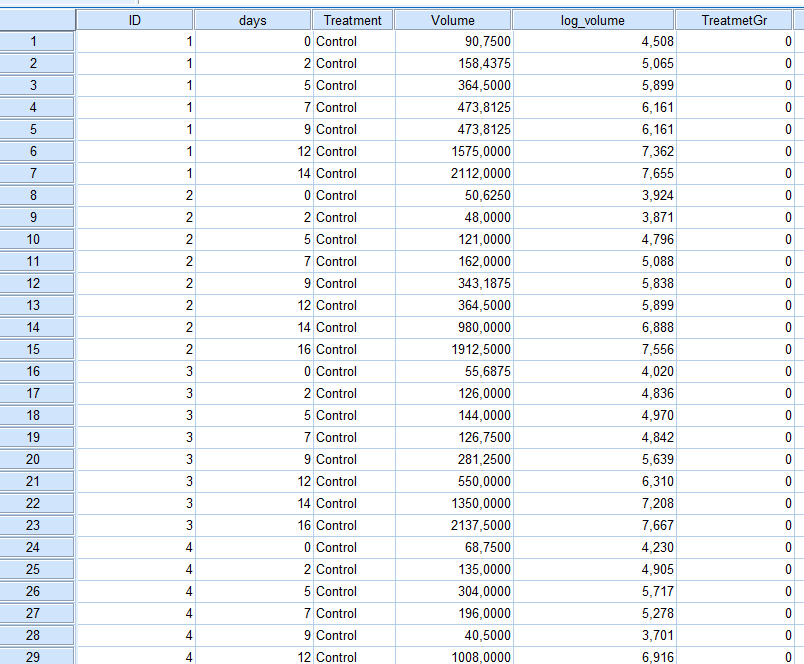 ID days Treatment Volume log_volume TreatmetGr
1 1 0 Control 90,7500 4,508 0
2 1 2 Control 158,4375 5,065 0
3 1 5 Control 364,5000 5,899 0
4 1 7 Control 473,8125 6,161 0
5 1 9 Control 473,8125 6,161 0
6 1 12 Control 1575,0000 7,362 0
7 1 14 Control 2112,0000 7,655 0
8 2 0 Control 50,6250 3,924 0
9 2 2 Control 48,0000 3,871 0
10 2 5 Control 121,0000 4,796 0
11 2 7 Control 162,0000 5,088 0
12 2 9 Control 343,1875 5,838 0
13 2 12 Control 364,5000 5,899 0
14 2 14 Control 980,0000 6,888 0
15 2 16 Control 1912,5000 7,556 0
16 3 0 Control 55,6875 4,020 0
17 3 2 Control 126,0000 4,836 0
18 3 5 Control 144,0000 4,970 0
19 3 7 Control 126,7500 4,842 0
20 3 9 Control 281,2500 5,639 0
21 3 12 Control 550,0000 6,310 0
22 3 14 Control 1350,0000 7,208 0
23 3 16 Control 2137,5000 7,667 0
24 4 0 Control 68,7500 4,230 0
25 4 2 Control 135,0000 4,905 0
26 4 5 Control 304,0000 5,717 0
27 4 7 Control 196,0000 5,278 0
28 4 9 Control 40,5000 3,701 0
29 4 12 Control 1008,0000 6,916 0